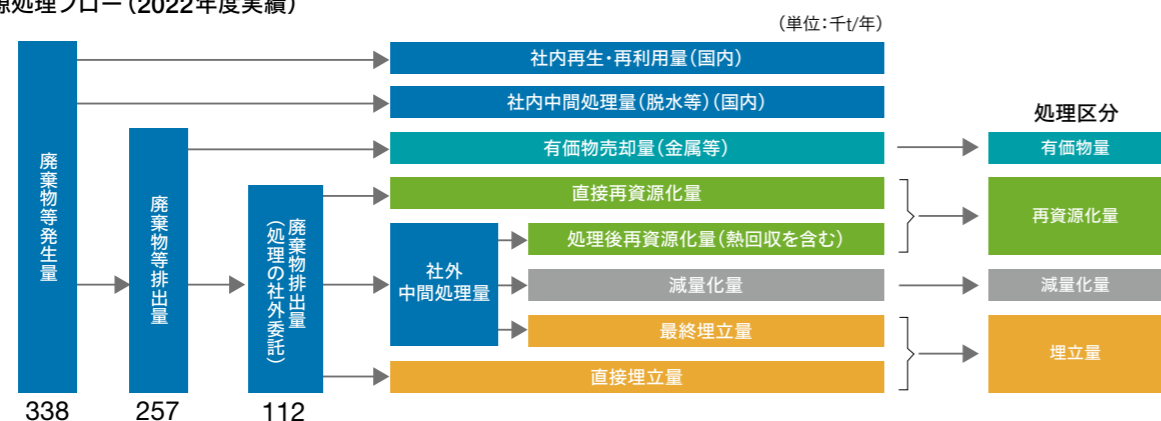 源処理フロー（2022年度実績）
（単位：千t/年）
社内再生・再利用量（国内）
社内中間処理量（脱水等）（国内）
処理区分
有価物売却量（金属等）
有価物量
直接再資源化量
再資源化量
処理後再資源化量（熱回収を含む）
社外
中間処理量
減量化量
減量化量
最終埋立量
埋立量
直接埋立量
廃棄物等発生量
廃棄物等排出量
廃棄物排出量
（処理の社外委託）
338
257
112